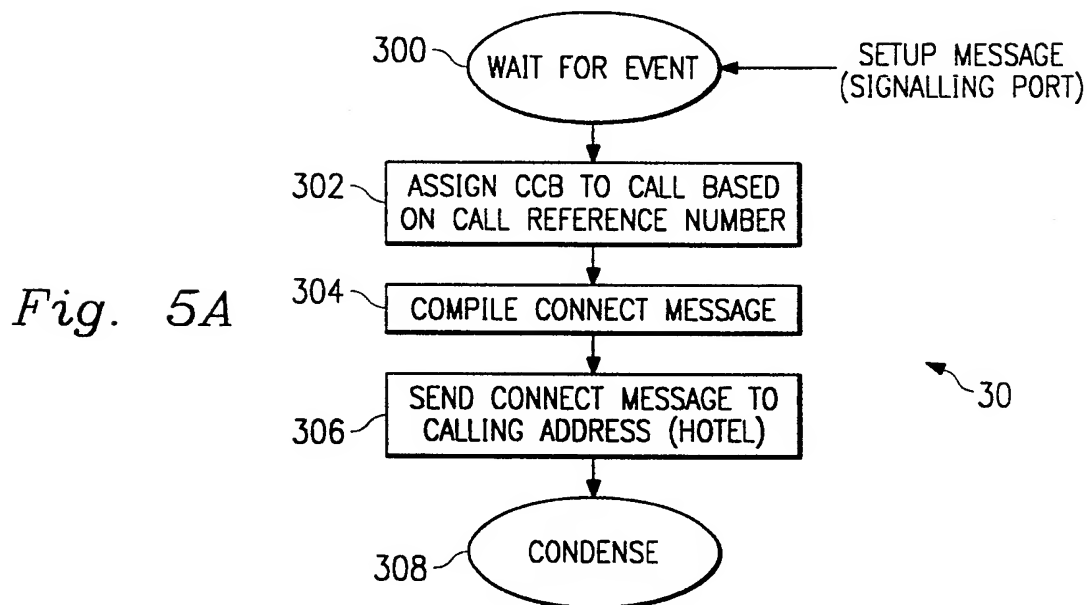 300
WAIT FOR EVENT
SETUP MESSAGE
(SIGNALLING PORT)
302
ASSIGN CCB TO CALL BASED
ON CALL REFERENCE NUMBER
Fig. 5A
304
COMPILE CONNECT MESSAGE
306
SEND CONNECT MESSAGE TO
CALLING ADDRESS (HOTEL)
30
308
CONDENSE